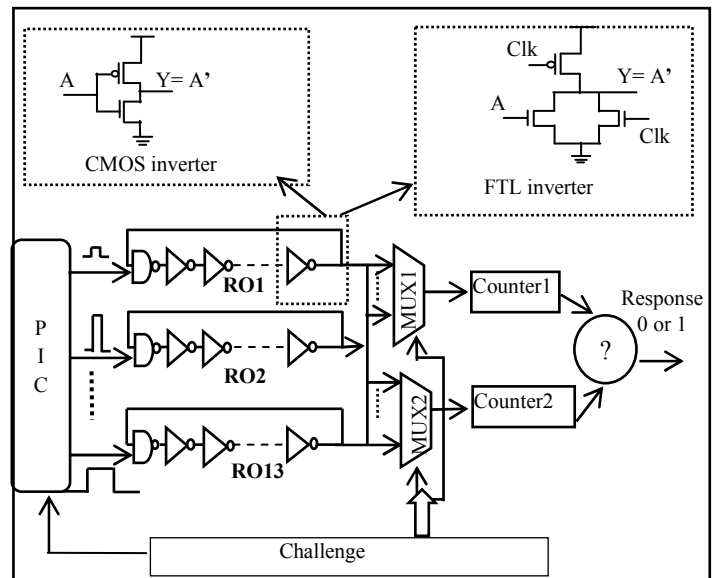 A
Y= A’
CMOS inverter
Clk
Y= A’
A
Clk
FTL inverter
P
I
C
RO1
RO2
RO13
MUX1
MUX2
Counter1
Counter2
?
Response
0 or 1
Challenge